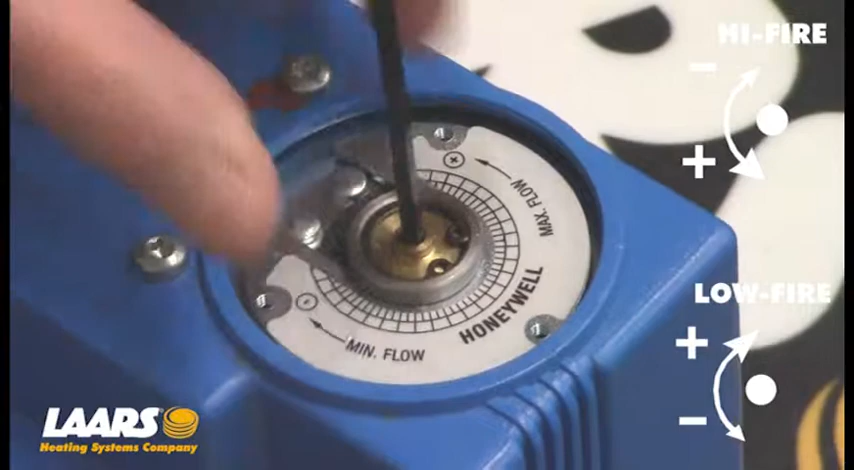 HI-FIRE
−
+
MAX. FLOW
HONEYWELL
MIN. FLOW
LOW-FIRE
+
−
LAARS
Heating Systems Company